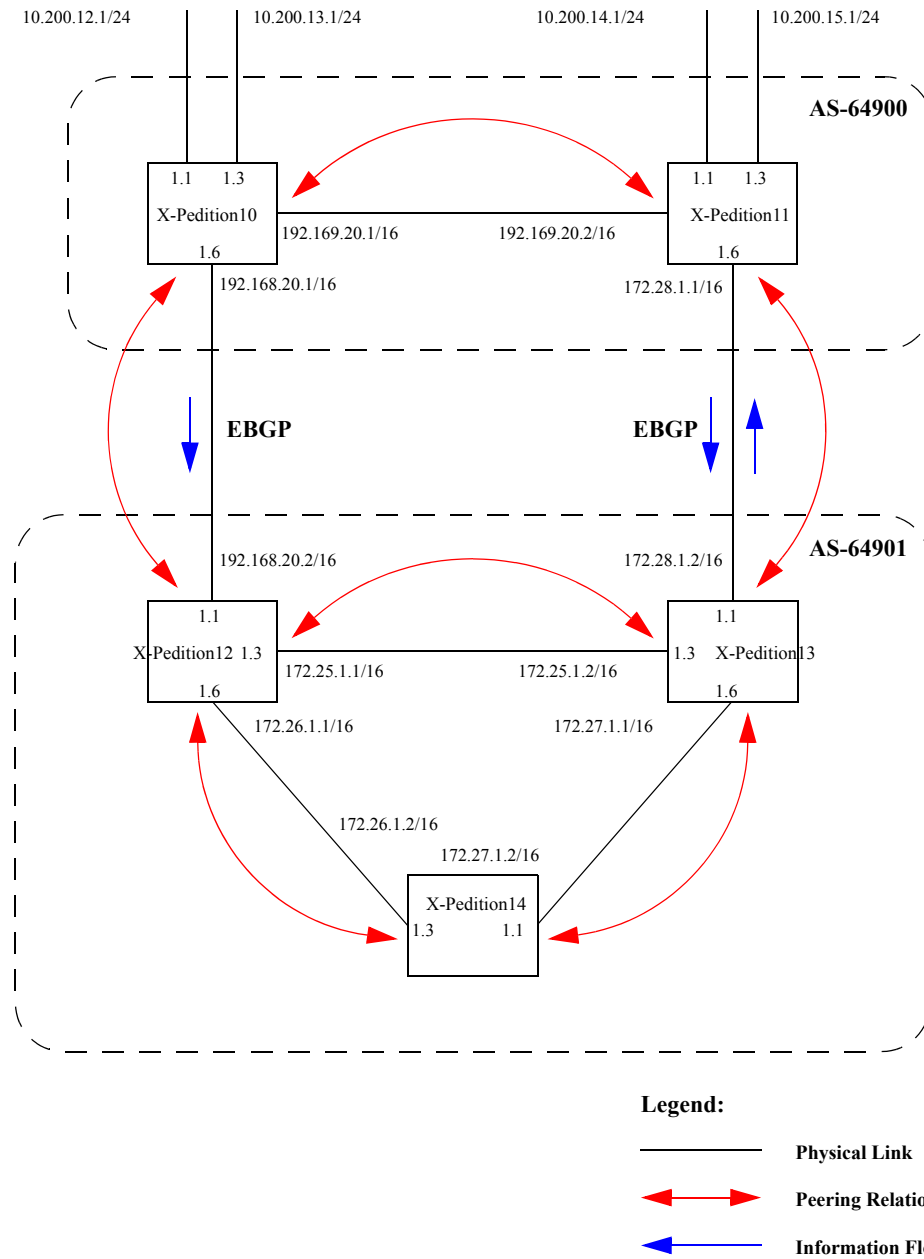 10.200.12.1/24
10.200.13.1/24
10.200.14.1/24
10.200.15.1/24
AS-64900
1.1
1.3
X-Pedition10
1.6
1.1
1.3
X-Pedition11
1.6
192.169.20.1/16
192.169.20.2/16
192.168.20.1/16
172.28.1.1/16
EBGP
EBGP
AS-64901
192.168.20.2/16
172.28.1.2/16
1.1
X-Pedition12
1.3
1.6
1.1
1.3
X-Pedition13
1.6
172.25.1.1/16
172.25.1.2/16
172.26.1.1/16
172.27.1.1/16
172.26.1.2/16
172.27.1.2/16
X-Pedition14
1.3
1.1
Legend:
Physical Link
Peering Relatio
Information Fl